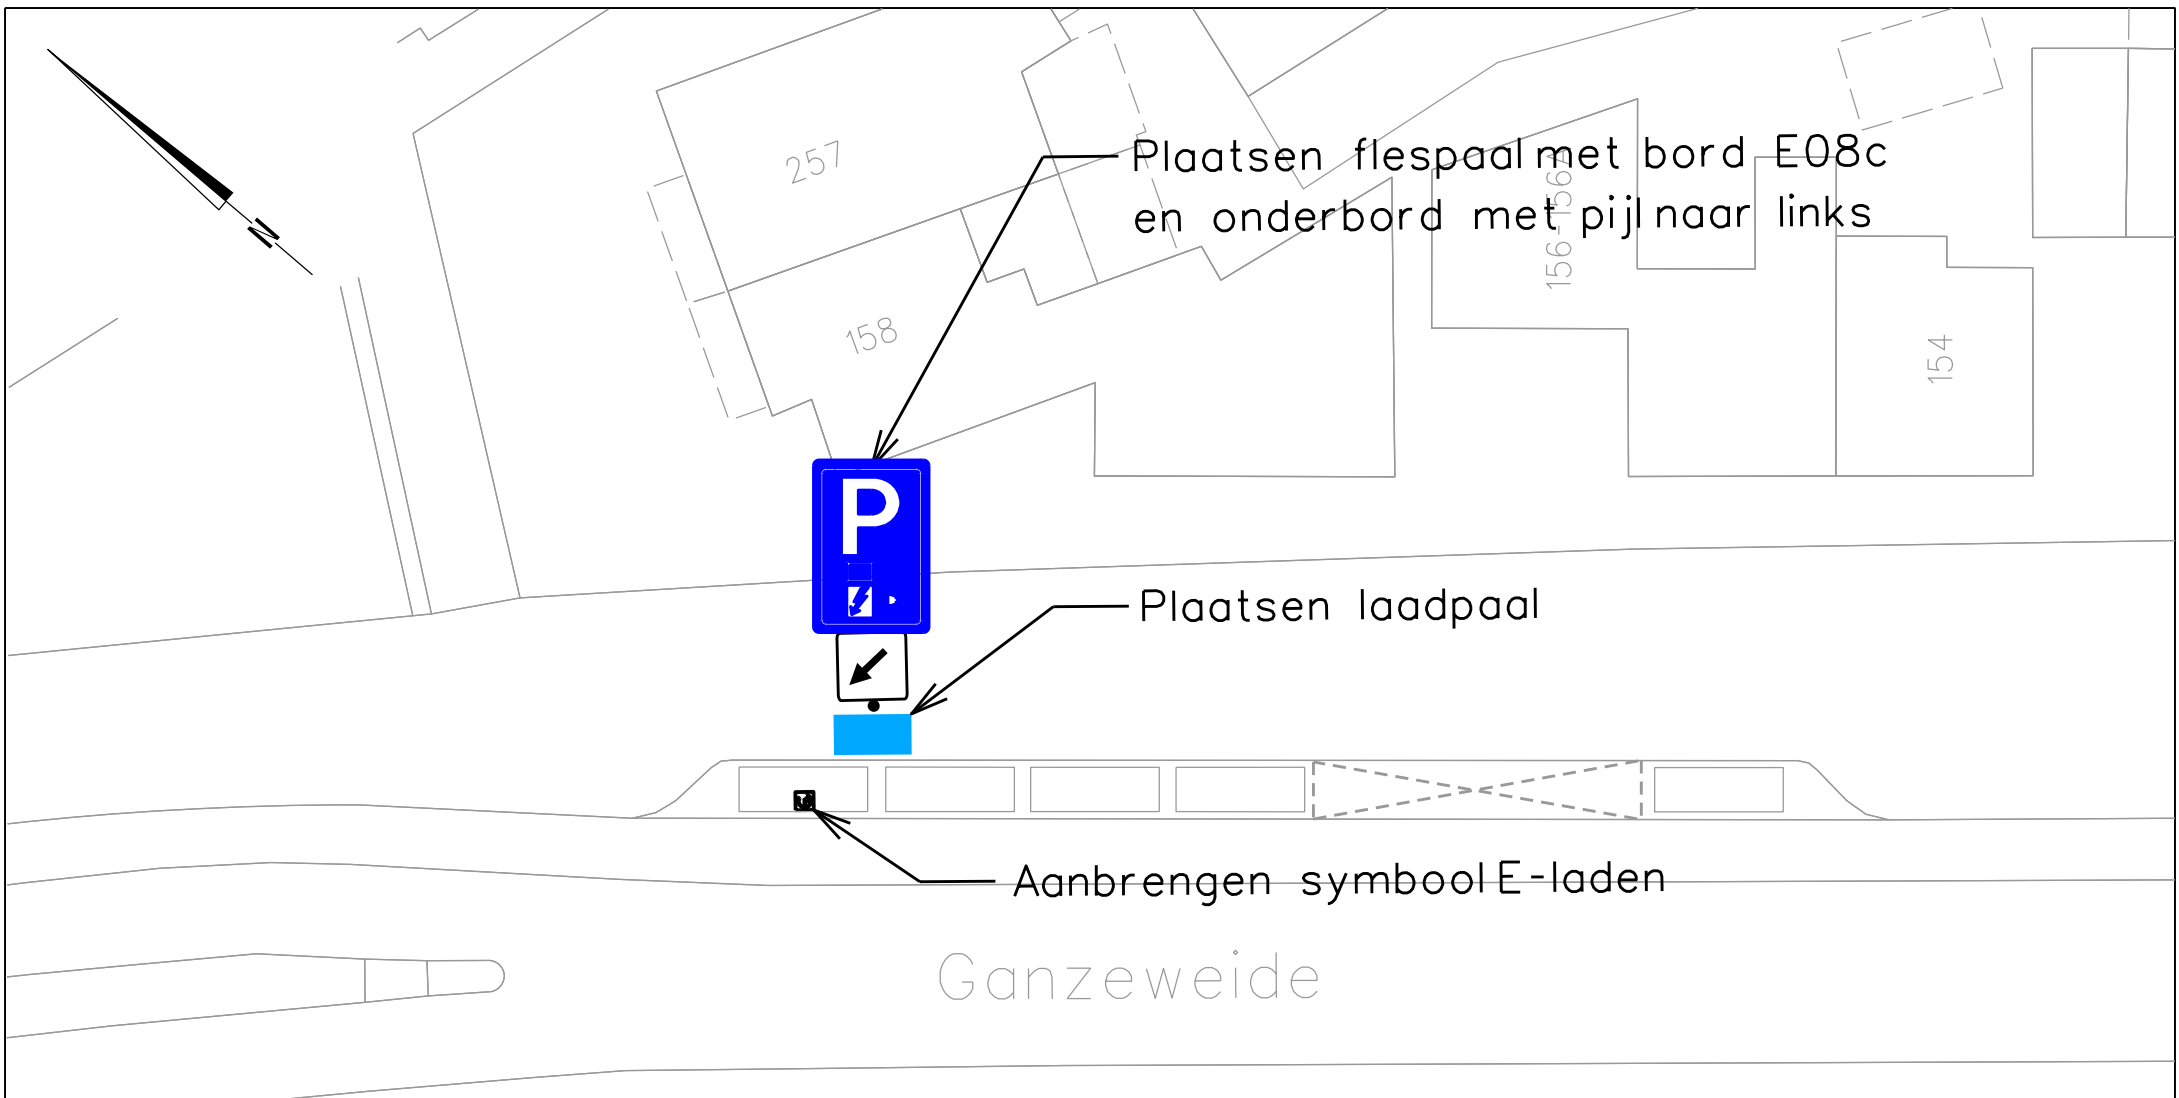 257
Plaatsen flespaal met bord E08c
en onderbord met pijl naar links
156-156A
N
158
154
P
Plaatsen laadpaal
Aanbrengen symbool E-laden
Ganzeweide